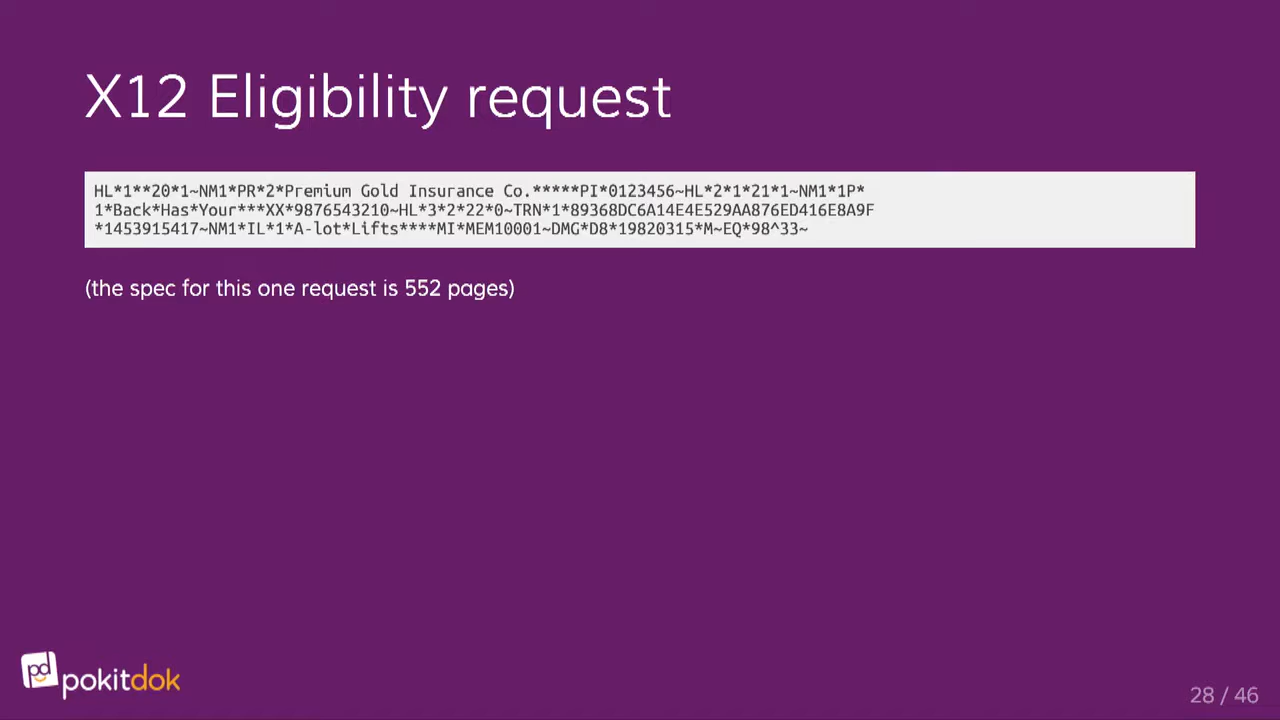 X12 Eligibility request
HL*1**20*1~NM1*PR*2*Premium Gold Insurance Co.*****PI*0123456~HL*2*1*21*1~NM1*1P*
1*Back*Has*Your***XX*9876543210~HL*3*2*22*0~TRN*1*89368DC6A14E4E529AA876ED416E8A9F
*1453915417~NM1*IL*1*A-lot*Lifts****MI*MEM10001~DMG*D8*19820315*M~EQ*98^33~
(the spec for this one request is 552 pages)
pd
pokitdok
28 / 46